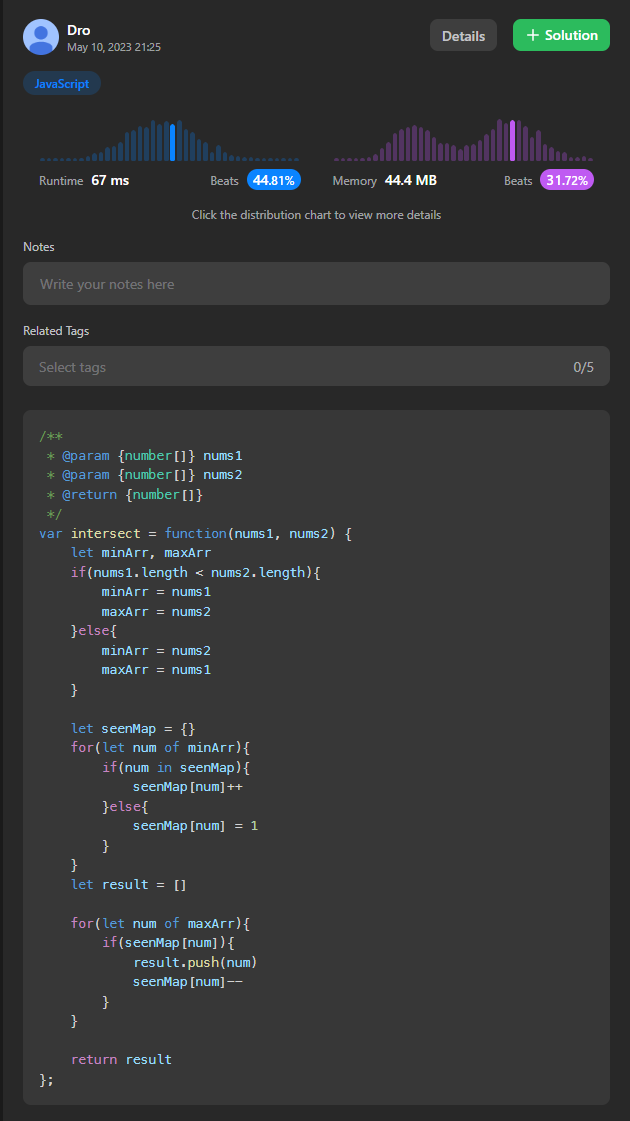 Dro
May 10, 2023 21:25
Details
+ Solution
JavaScript
Runtime 67 ms Beats 44.81%
Memory 44.4 MB Beats 31.72%
Click the distribution chart to view more details
Notes
Write your notes here
Related Tags
Select tags 0/5
/**
 * @param {number[]} nums1
 * @param {number[]} nums2
 * @return {number[]}
 */
var intersect = function(nums1, nums2) {
    let minArr, maxArr
    if(nums1.length < nums2.length){
        minArr = nums1
        maxArr = nums2
    }else{
        minArr = nums2
        maxArr = nums1
    }
    let seenMap = {}
    for(let num of minArr){
        if(num in seenMap){
            seenMap[num]++
        }else{
            seenMap[num] = 1
        }
    }
    let result = []
    for(let num of maxArr){
        if(seenMap[num]){
            result.push(num)
            seenMap[num]--
        }
    }
    return result
};